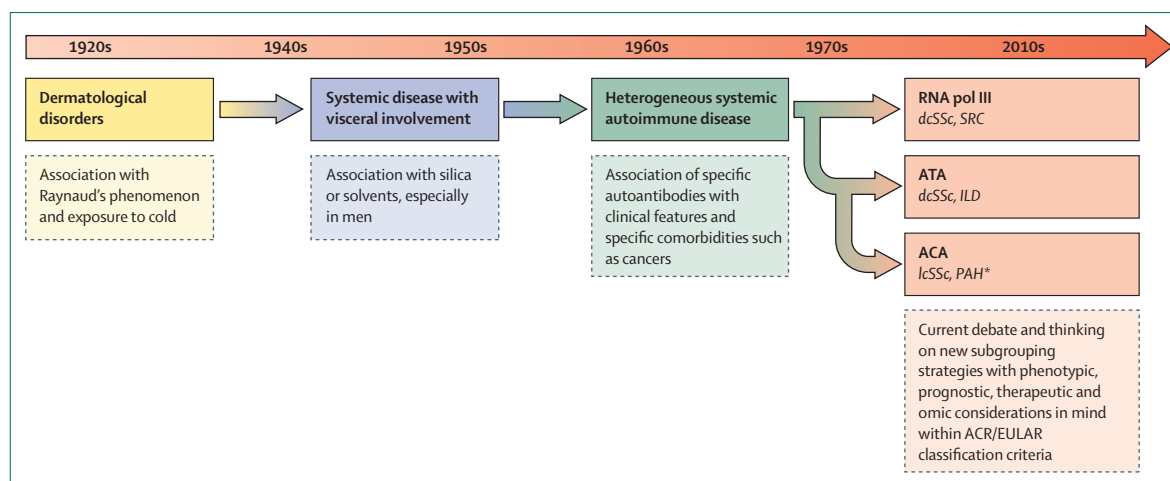 1920s 1940s 1950s 1960s 1970s 2010s
Dermatological
disorders
Association with
Raynaud's phenomenon
and exposure to cold
Systemic disease with
visceral involvement
Association with silica
or solvents, especially
in men
Heterogeneous systemic
autoimmune disease
Association of specific
autoantibodies with
clinical features and
specific comorbidities such
as cancers
RNA pol III
dcSSc, SRC
ATA
dcSSc, ILD
ACA
lcSSc, PAH*
Current debate and thinking
on new subgrouping
strategies with phenotypic,
prognostic, therapeutic and
omic considerations in mind
within ACR/EULAR
classification criteria